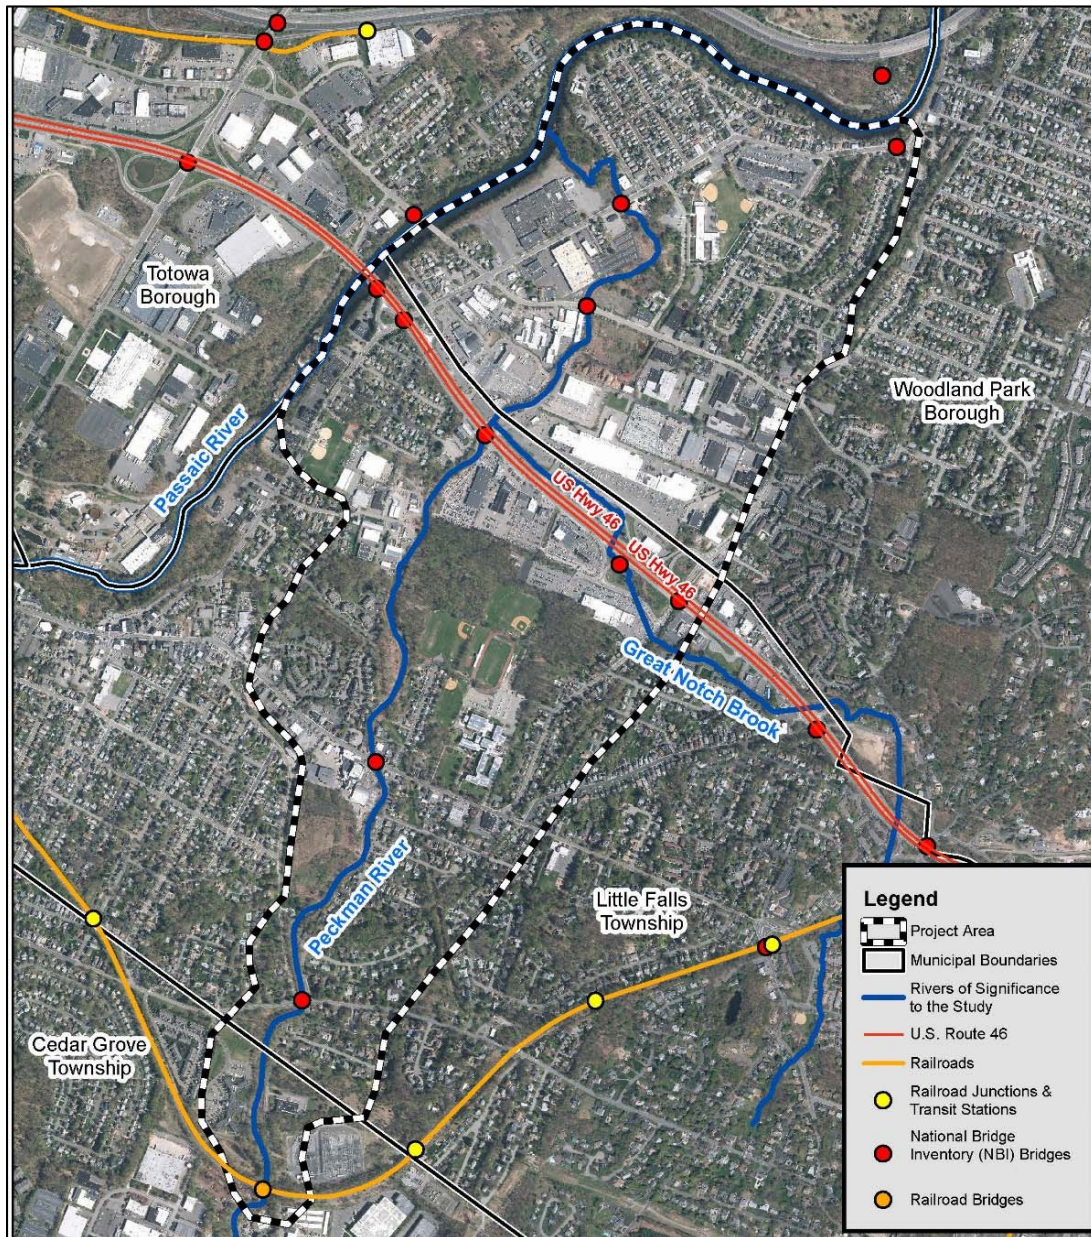 Totowa
Borough
Woodland Park
Borough
Passaic River
US Hwy 46
US Hwy 46
Great Notch Brook
Peckman River
Little Falls
Township
Cedar Grove
Township
Legend
Project Area
Municipal Boundaries
Rivers of Significance
to the Study
U.S. Route 46
Railroads
Railroad Junctions &
Transit Stations
National Bridge
Inventory (NBI) Bridges
Railroad Bridges